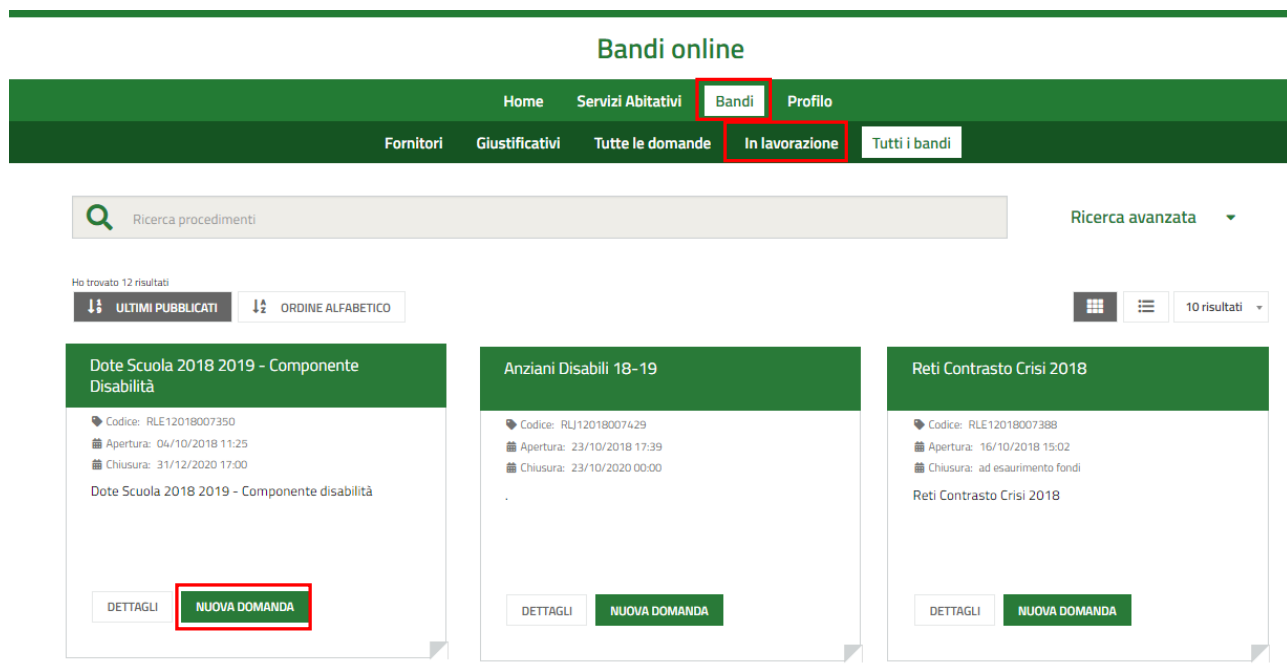 Bandi online
Home Servizi Abitativi Bandi Profilo
Fornitori Giustificativi Tutte le domande In lavorazione Tutti i bandi
Ricerca procedimenti Ricerca avanzata
Ho trovato 12 risultati
ULTIMI PUBBLICATI ORDINE ALFABETICO 10 risultati
Dote Scuola 2018 2019 - Componente
Disabilità
Codice: RLE12018007350
Apertura: 04/10/2018 11:25
Chiusura: 31/12/2020 17:00
Dote Scuola 2018 2019 - Componente disabilità
DETTAGLI NUOVA DOMANDA
Anziani Disabili 18-19
Codice: RLJ12018007429
Apertura: 23/10/2018 17:39
Chiusura: 23/10/2020 00:00
.
DETTAGLI NUOVA DOMANDA
Reti Contrasto Crisi 2018
Codice: RLE12018007388
Apertura: 16/10/2018 15:02
Chiusura: ad esaurimento fondi
Reti Contrasto Crisi 2018
DETTAGLI NUOVA DOMANDA